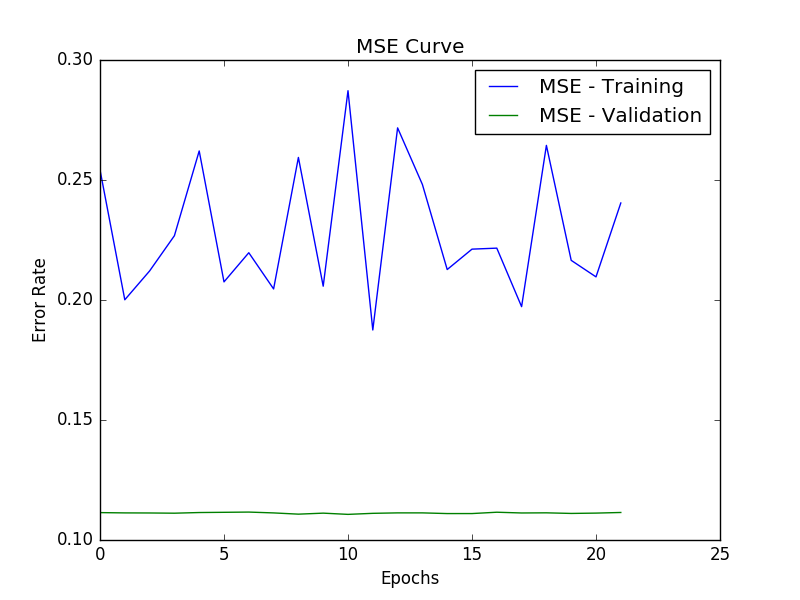 MSE Curve
MSE - Training
MSE - Validation
0.30
0.25
0.20
0.15
0.10
Error Rate
0 5 10 15 20 25
Epochs